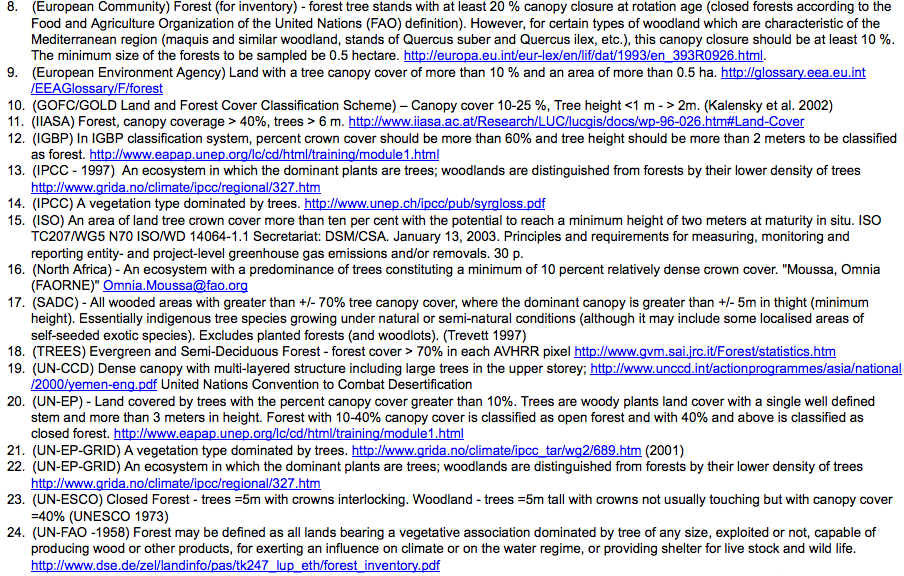 8. (European Community) Forest (for inventory) - forest tree stands with at least 20 % canopy closure at rotation age (closed forests according to the
Food and Agriculture Organization of the United Nations (FAO) definition). However, for certain types of woodland which are characteristic of the
Mediterranean region (maquis and similar woodland, stands of Quercus suber and Quercus ilex, etc.), this canopy closure should be at least 10 %.
The minimum size of the forests to be sampled be 0.5 hectare. http://europa.eu.int/eur-lex/en/lif/dat/1993/en_393R0926.html.
9. (European Environment Agency) Land with a tree canopy cover of more than 10 % and an area of more than 0.5 ha. http://glossary.eea.eu.int
/EEAGlossary/F/forest
10. (GOFC/GOLD Land and Forest Cover Classification Scheme) – Canopy cover 10-25 %, Tree height <1 m - > 2m. (Kalensky et al. 2002)
11. (IIASA) Forest, canopy coverage > 40%, trees > 6 m. http://www.iiasa.ac.at/Research/LUC/lucgis/docs/wp-96-026.htm#Land-Cover
12. (IGBP) In IGBP classification system, percent crown cover should be more than 60% and tree height should be more than 2 meters to be classified
as forest. http://www.eapap.unep.org/lc/cd/html/training/module1.html
13. (IPCC - 1997) An ecosystem in which the dominant plants are trees; woodlands are distinguished from forests by their lower density of trees
http://www.grida.no/climate/ipcc/regional/327.htm
14. (IPCC) A vegetation type dominated by trees. http://www.unep.ch/ipcc/pub/syrgloss.pdf
15. (ISO) An area of land tree crown cover more than ten per cent with the potential to reach a minimum height of two meters at maturity in situ. ISO
TC207/WG5 N70 ISO/WD 14064-1.1 Secretariat: DSM/CSA. January 13, 2003. Principles and requirements for measuring, monitoring and
reporting entity- and project-level greenhouse gas emissions and/or removals. 30 p.
16. (North Africa) - An ecosystem with a predominance of trees constituting a minimum of 10 percent relatively dense crown cover. "Moussa, Omnia
(FAORNE)" Omnia.Moussa@fao.org
17. (SADC) - All wooded areas with greater than +/- 70% tree canopy cover, where the dominant canopy is greater than +/- 5m in thight (minimum
height). Essentially indigenous tree species growing under natural or semi-natural conditions (although it may include some localised areas of
self-seeded exotic species). Excludes planted forests (and woodlots). (Trevett 1997)
18. (TREES) Evergreen and Semi-Deciduous Forest - forest cover > 70% in each AVHRR pixel http://www.gvm.sai.jrc.it/Forest/statistics.htm
19. (UN-CCD) Dense canopy with multi-layered structure including large trees in the upper storey; http://www.unccd.int/actionprogrammes/asia/national
/2000/yemen-eng.pdf United Nations Convention to Combat Desertification
20. (UN-EP) - Land covered by trees with the percent canopy cover greater than 10%. Trees are woody plants land cover with a single well defined
stem and more than 3 meters in height. Forest with 10-40% canopy cover is classified as open forest and with 40% and above is classified as
closed forest. http://www.eapap.unep.org/lc/cd/html/training/module1.html
21. (UN-EP-GRID) A vegetation type dominated by trees. http://www.grida.no/climate/ipcc_tar/wg2/689.htm (2001)
22. (UN-EP-GRID) An ecosystem in which the dominant plants are trees; woodlands are distinguished from forests by their lower density of trees
http://www.grida.no/climate/ipcc/regional/327.htm
23. (UN-ESCO) Closed Forest - trees =5m with crowns interlocking. Woodland - trees =5m tall with crowns not usually touching but with canopy cover
=40% (UNESCO 1973)
24. (UN-FAO -1958) Forest may be defined as all lands bearing a vegetative association dominated by tree of any size, exploited or not, capable of
producing wood or other products, for exerting an influence on climate or on the water regime, or providing shelter for live stock and wild life.
http://www.dse.de/zel/landinfo/pas/tk247_lup_eth/forest_inventory.pdf